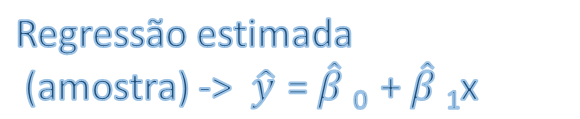 Regressão estimada
(amostra) -> ŷ = β̂ 0 + β̂ 1x